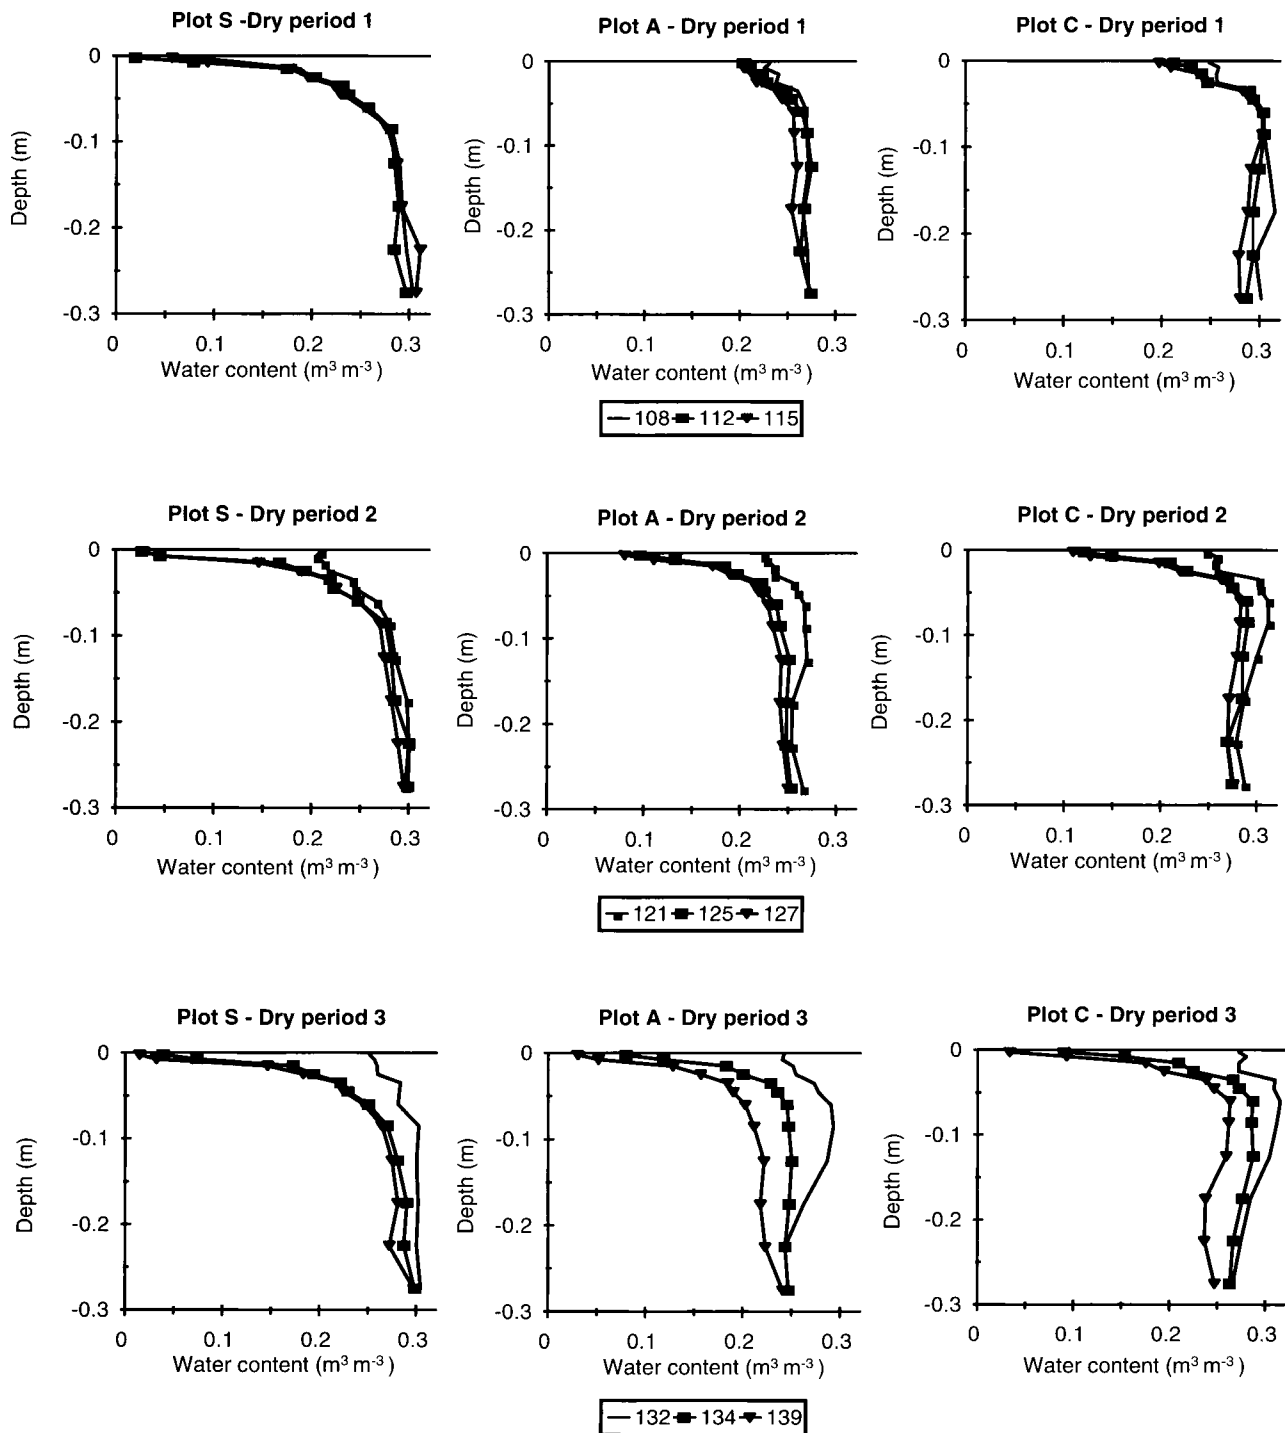 Plot S -Dry period 1
0
-0.1
-0.2
-0.3
Depth (m)
0 0.1 0.2 0.3
Water content (m³ m⁻³)
Plot A - Dry period 1
0
-0.1
-0.2
-0.3
Depth (m)
0 0.1 0.2 0.3
Water content (m³ m⁻³)
Plot C - Dry period 1
0
-0.1
-0.2
-0.3
Depth (m)
0 0.1 0.2 0.3
Water content (m³ m⁻³)
108 112 115
Plot S - Dry period 2
0
-0.1
-0.2
-0.3
Depth (m)
0 0.1 0.2 0.3
Water content (m³ m⁻³)
Plot A - Dry period 2
0
-0.1
-0.2
-0.3
Depth (m)
0 0.1 0.2 0.3
Water content (m³ m⁻³)
Plot C - Dry period 2
0
-0.1
-0.2
-0.3
Depth (m)
0 0.1 0.2 0.3
Water content (m³ m⁻³)
121 125 127
Plot S - Dry period 3
0
-0.1
-0.2
-0.3
Depth (m)
0 0.1 0.2 0.3
Water content (m³ m⁻³)
Plot A - Dry period 3
0
-0.1
-0.2
-0.3
Depth (m)
0 0.1 0.2 0.3
Water content (m³ m⁻³)
Plot C - Dry period 3
0
-0.1
-0.2
-0.3
Depth (m)
0 0.1 0.2 0.3
Water content (m³ m⁻³)
132 134 139